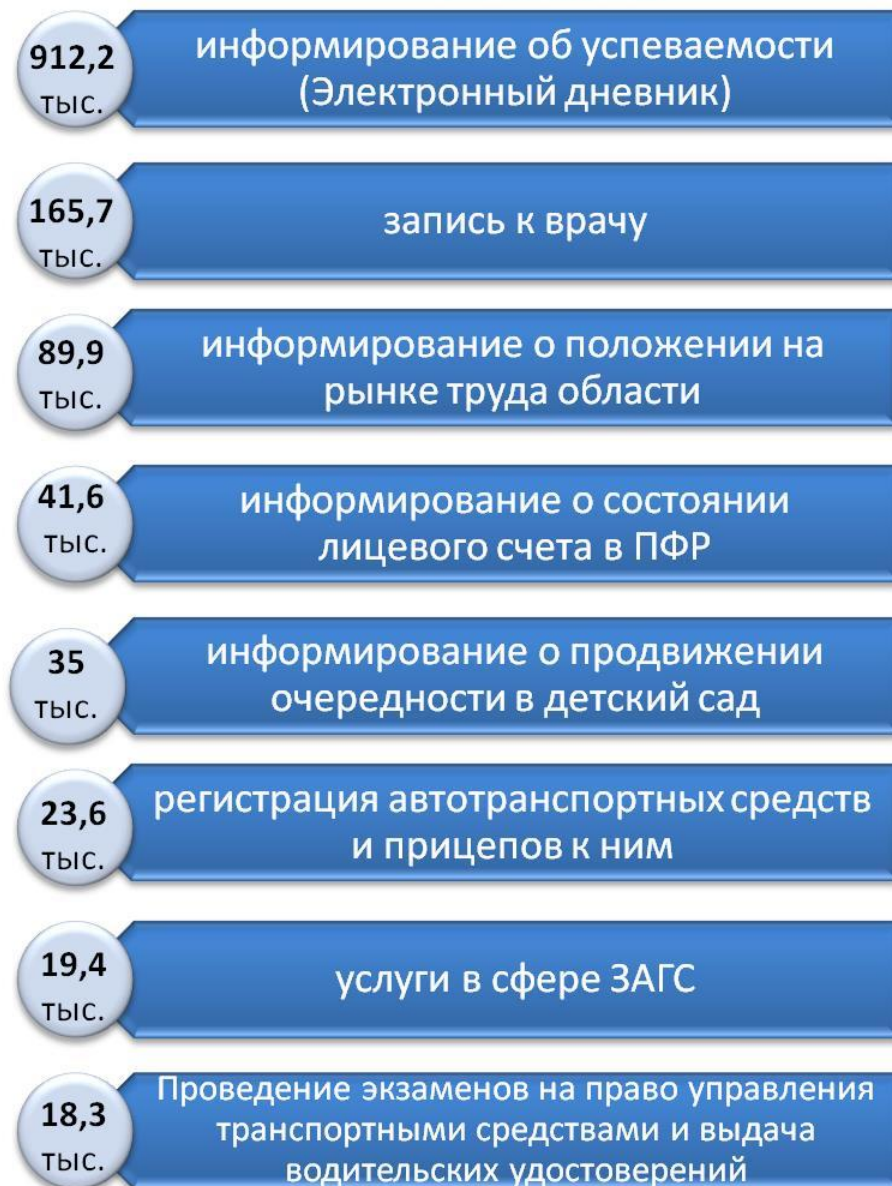 912,2
тыс.
информирование об успеваемости
(Электронный дневник)
165,7
тыс.
запись к врачу
89,9
тыс.
информирование о положении на
рынке труда области
41,6
тыс.
информирование о состоянии
лицевого счета в ПФР
35
тыс.
информирование о продвижении
очередности в детский сад
23,6
тыс.
регистрация автотранспортных средств
и прицепов к ним
19,4
тыс.
услуги в сфере ЗАГС
18,3
тыс.
Проведение экзаменов на право управления
транспортными средствами и выдача
водительских удостоверений